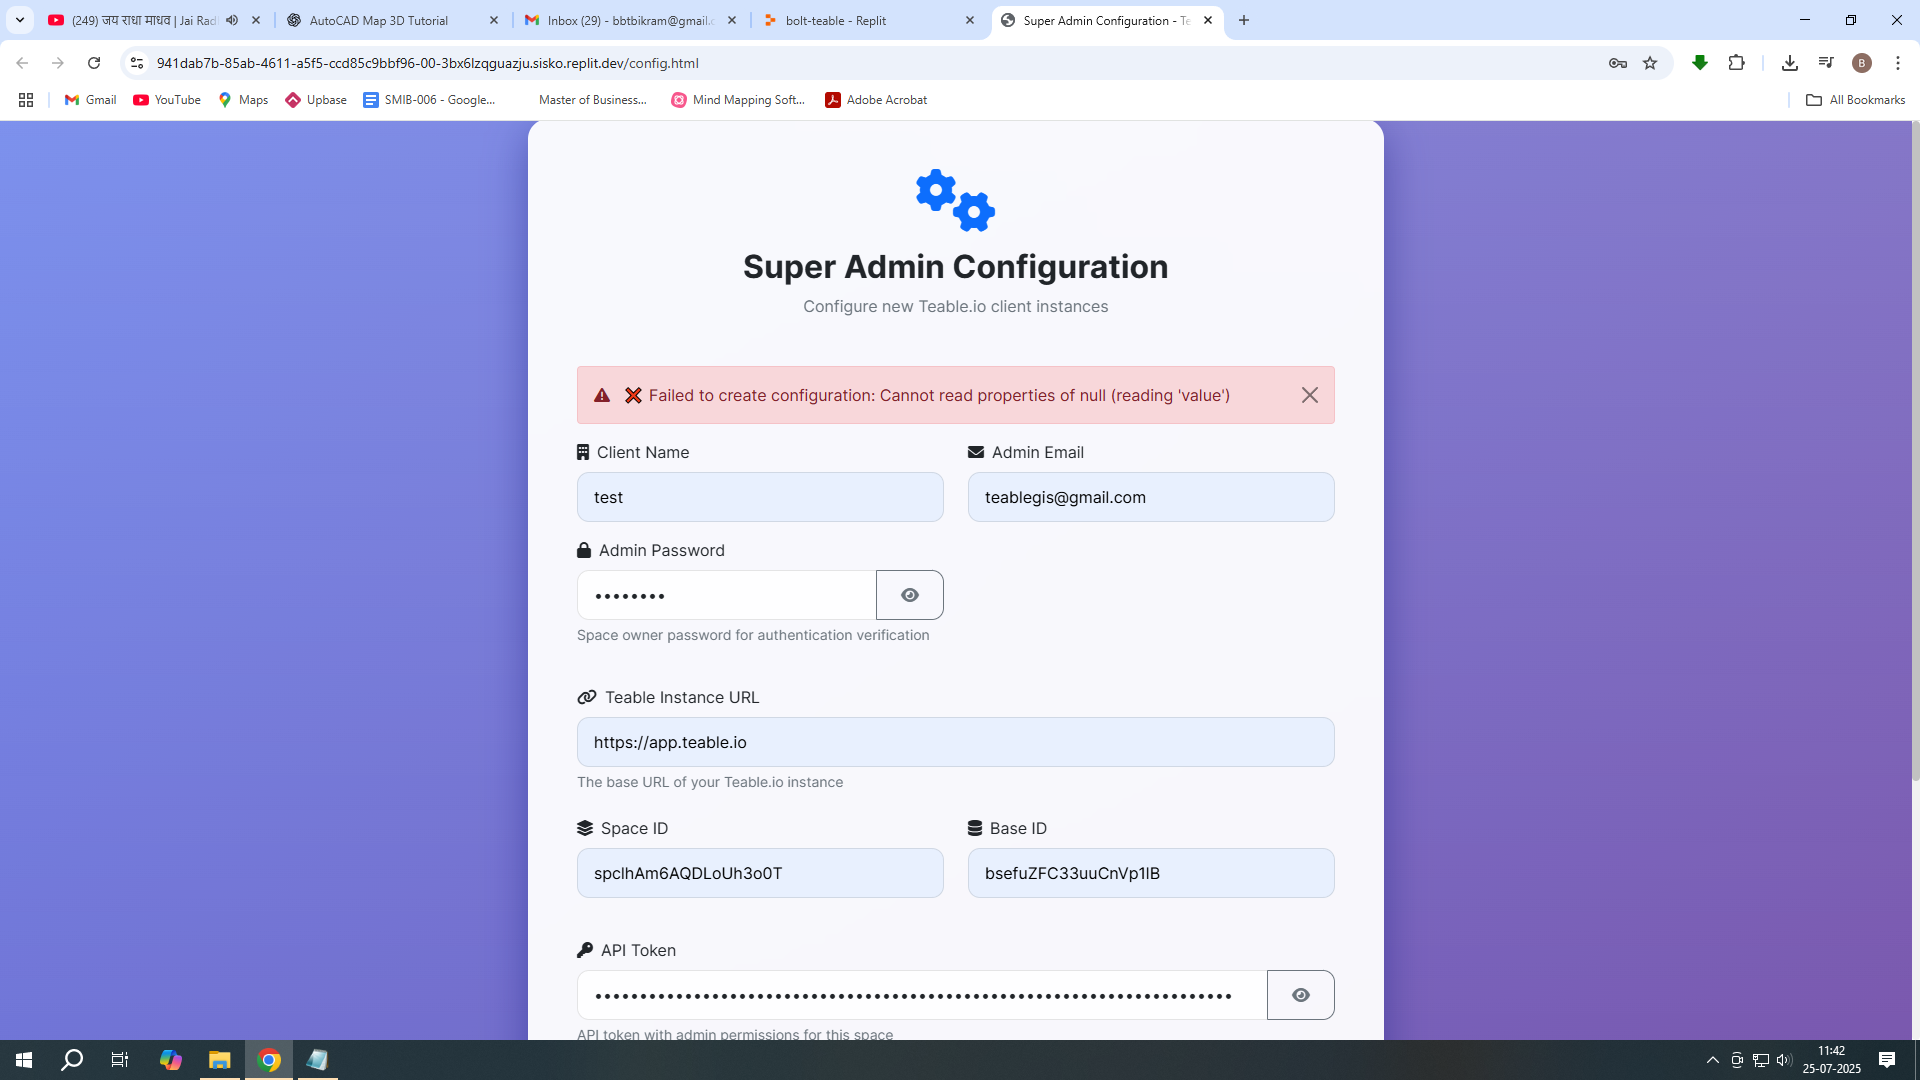 (249) जय राधा माधव | Jai Rad
AutoCAD Map 3D Tutorial
Inbox (29) - bbtbikram@gmail.c
bolt-teable - Replit
Super Admin Configuration - Te
941dab7b-85ab-4611-a5f5-ccd85c9bbf96-00-3bx6lzqguazju.sisko.replit.dev/config.html
B
Gmail
YouTube
Maps
Upbase
SMIB-006 - Google...
Master of Business...
Mind Mapping Soft...
Adobe Acrobat
All Bookmarks
Super Admin Configuration
Configure new Teable.io client instances
❌ Failed to create configuration: Cannot read properties of null (reading 'value')
Client Name
Admin Email
test
teablegis@gmail.com
Admin Password
••••••••
Space owner password for authentication verification
Teable Instance URL
https://app.teable.io
The base URL of your Teable.io instance
Space ID
Base ID
spclhAm6AQDLoUh3o0T
bsefuZFC33uuCnVp1lB
API Token
API token with admin permissions for this space
11:42
25-07-2025